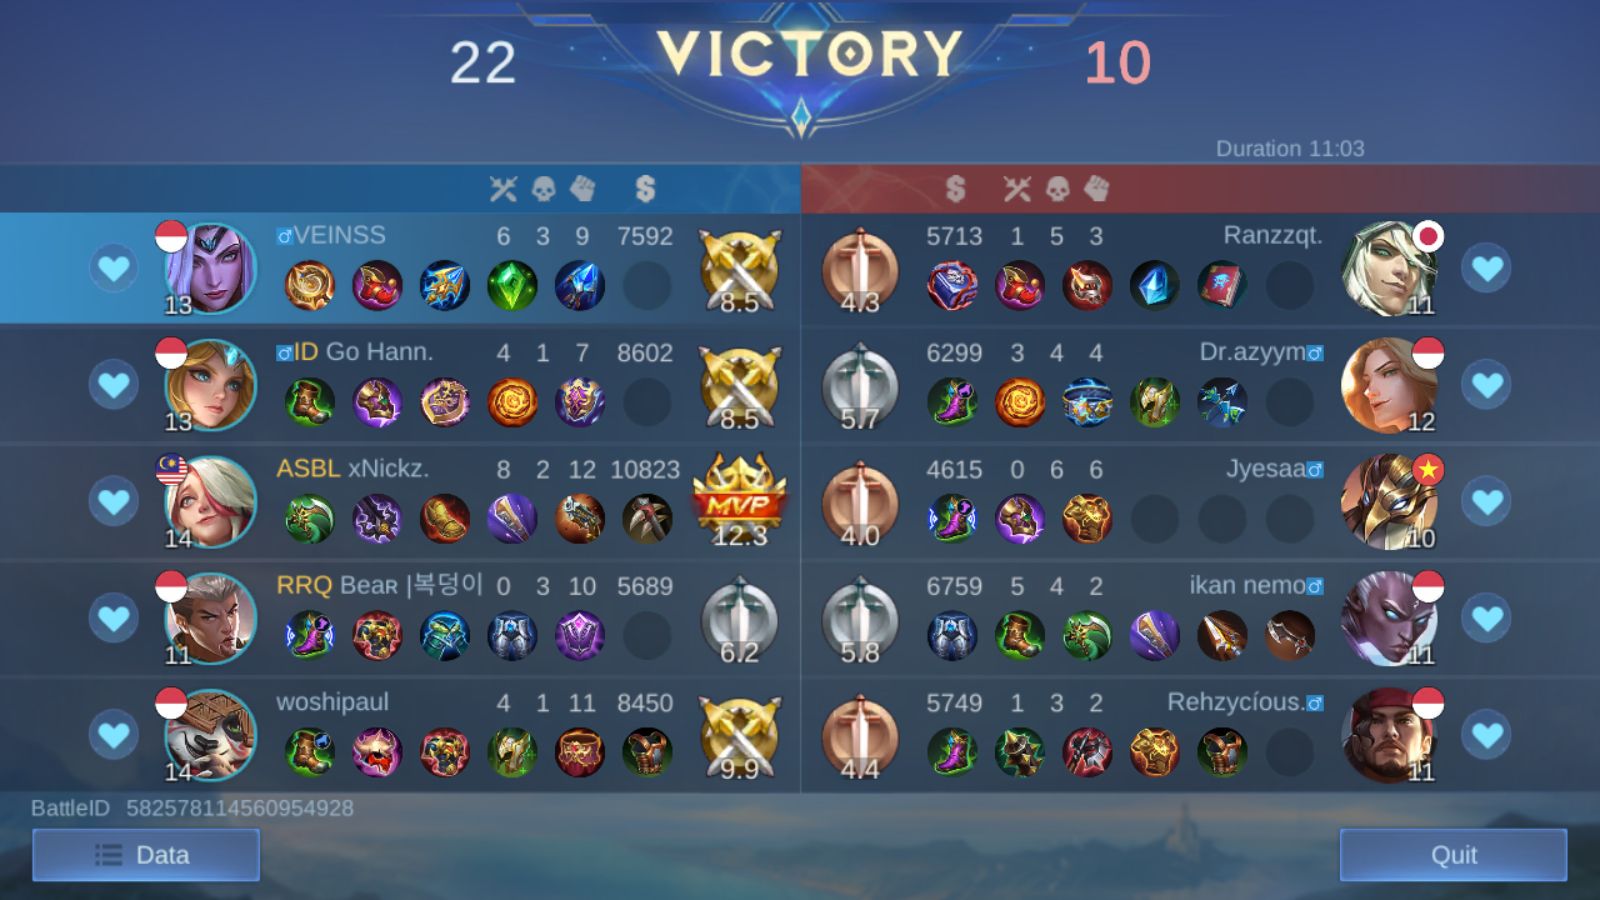 22 VICTORY 10
Duration 11:03
VEINSS 6 3 9 7592
13 8.5
ID Go Hann. 4 1 7 8602
13 8.5
ASBL xNickz. 8 2 12 10823
MVP
14 12.3
RRQ Bear |복덩이 0 3 10 5689
11 6.2
woshipaul 4 1 11 8450
14 9.9
5713 1 5 3 Ranzzqt.
4.3 11
6299 3 4 4 Dr.azyym
5.7 12
4615 0 6 6 Jyesaa
4.0 10
6759 5 4 2 ikan nemo
5.8 11
5749 1 3 2 Rehzycíous.
4.4 11
BattleID 582578114560954928
Data
Quit